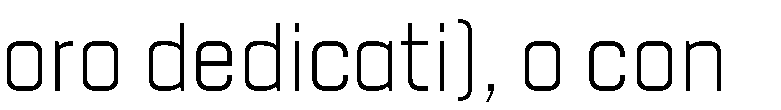 oro dedicati), o con